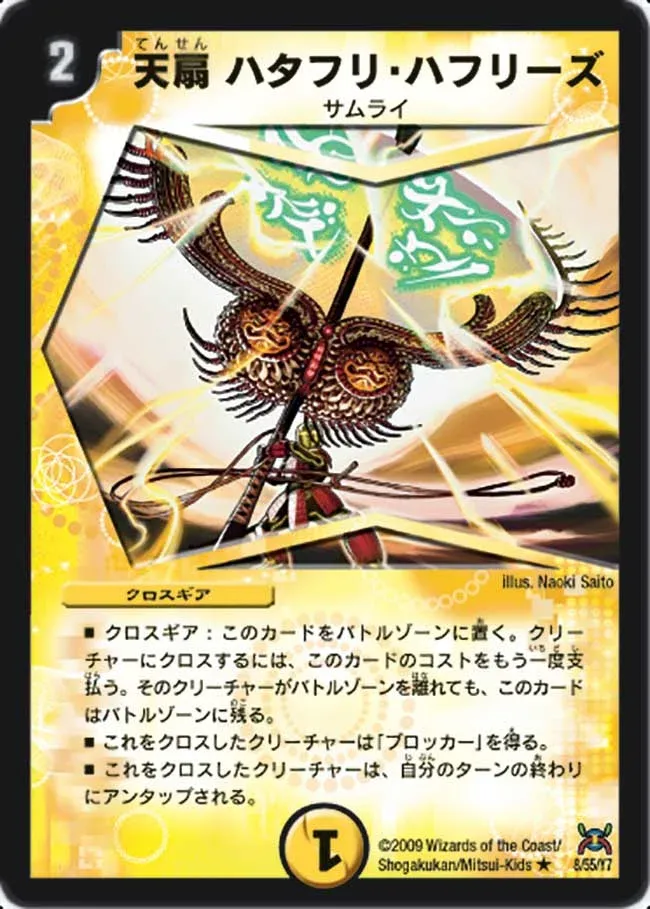 2
てんせん
天扇 ハタフリ・ハフリーズ
サムライ
illus. Naoki Saito
クロスギア
■ クロスギア：このカードをバトルゾーンに置く。クリー
チャーにクロスするには、このカードのコストをもう一度支
払う。そのクリーチャーがバトルゾーンを離れても、このカード
はバトルゾーンに残る。
■ これをクロスしたクリーチャーは「ブロッカー」を得る。
■ これをクロスしたクリーチャーは、自分のターンの終わり
にアンタップされる。
1
©2009 Wizards of the Coast/
Shogakukan/Mitsui-Kids ★ 8/55/Y7